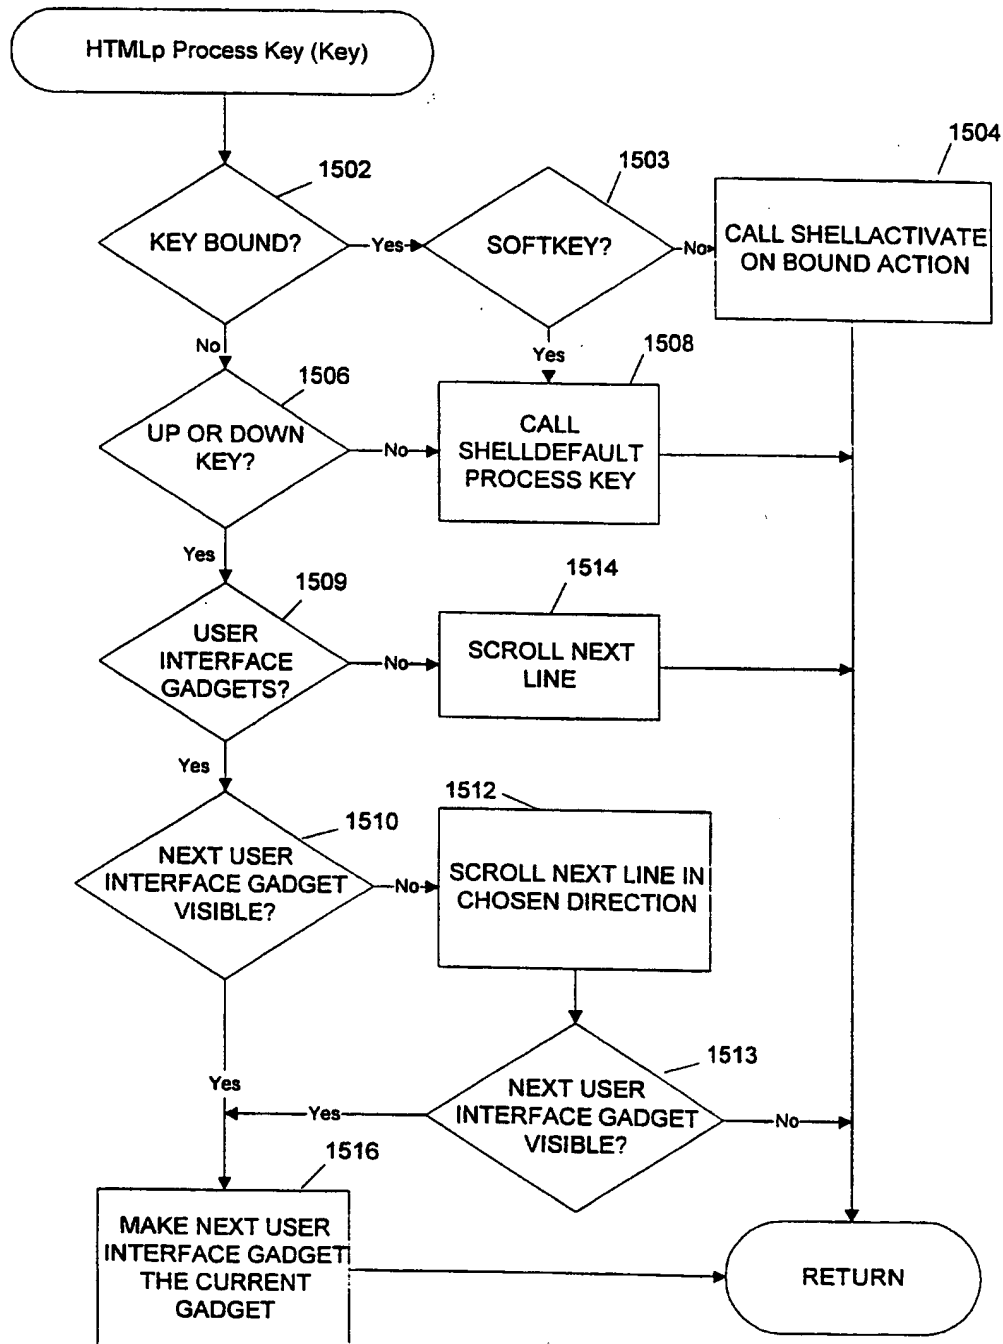 HTMLp Process Key (Key)
1502
1503
1504
KEY BOUND?
Yes
SOFTKEY?
No
CALL SHELLACTIVATE
ON BOUND ACTION
No
Yes
1506
1508
UP OR DOWN
KEY?
No
CALL
SHELLDEFAULT
PROCESS KEY
Yes
1509
1514
USER
INTERFACE
GADGETS?
No
SCROLL NEXT
LINE
Yes
1510
1512
NEXT USER
INTERFACE GADGET
VISIBLE?
No
SCROLL NEXT LINE IN
CHOSEN DIRECTION
1513
Yes
NEXT USER
INTERFACE GADGET
VISIBLE?
Yes
No
1516
MAKE NEXT USER
INTERFACE GADGET
THE CURRENT
GADGET
RETURN